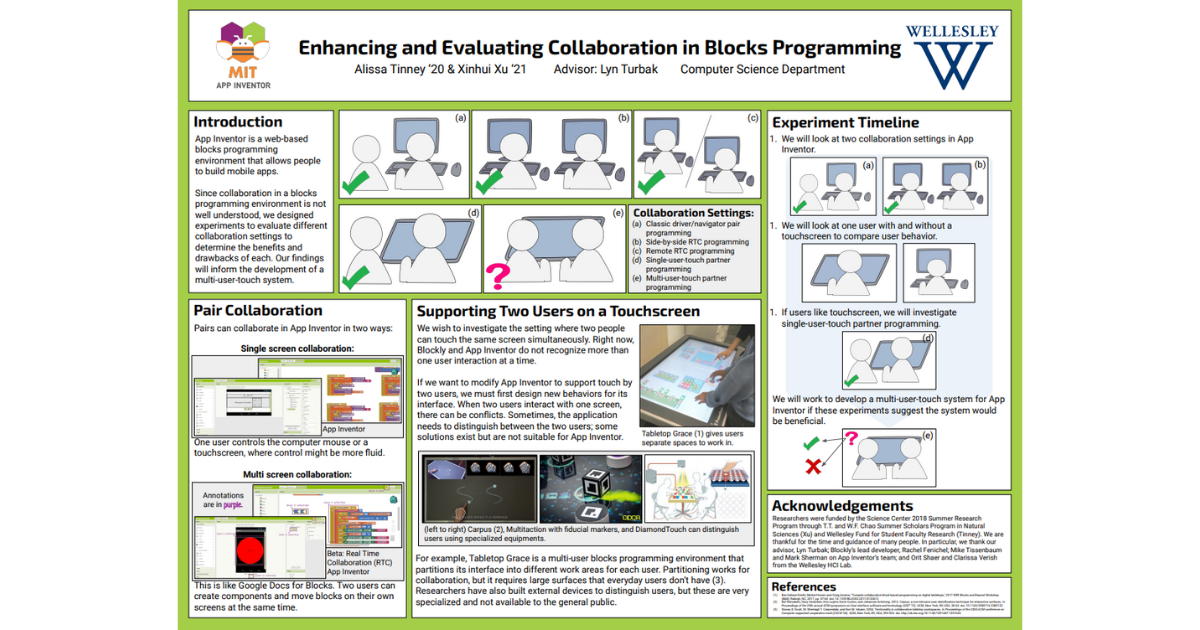 MIT
APP INVENTOR
Enhancing and Evaluating Collaboration in Blocks Programming
Alissa Tinney ‘20 & Xinhui Xu ‘21 Advisor: Lyn Turbak Computer Science Department
WELLESLEY
W
Introduction
App Inventor is a web-based
blocks programming
environment that allows people
to build mobile apps.
Since collaboration in a blocks
programming environment is not
well understood, we designed
experiments to evaluate different
collaboration settings to
determine the benefits and
drawbacks of each. Our findings
will inform the development of a
multi-user-touch system.
(a)
(b)
(c)
(d)
(e)
?
Collaboration Settings:
(a) Classic driver/navigator pair
programming
(b) Side-by-side RTC programming
(c) Remote RTC programming
(d) Single-user-touch partner
programming
(e) Multi-user-touch partner
programming
Pair Collaboration
Pairs can collaborate in App Inventor in two ways:
Single screen collaboration:
App Inventor
One user controls the computer mouse or a
touchscreen, where control might be more fluid.
Multi screen collaboration:
Annotations
are in purple.
Beta: Real Time
Collaboration (RTC)
App Inventor
This is like Google Docs for Blocks. Two users can
create components and move blocks on their own
screens at the same time.
Supporting Two Users on a Touchscreen
We wish to investigate the setting where two people
can touch the same screen simultaneously. Right now,
Blockly and App Inventor do not recognize more than
one user interaction at a time.
If we want to modify App Inventor to support touch by
two users, we must first design new behaviors for its
interface. When two users interact with one screen,
there can be conflicts. Sometimes, the application
needs to distinguish between the two users; some
solutions exist but are not suitable for App Inventor.
Tabletop Grace (1) gives users
separate spaces to work in.
(left to right) Carpus (2), Multitaction with fiducial markers, and DiamondTouch can distinguish
users using specialized equipments.
For example, Tabletop Grace is a multi-user blocks programming environment that
partitions its interface into different work areas for each user. Partitioning works for
collaboration, but it requires large surfaces that everyday users don’t have (3).
Researchers have also built external devices to distinguish users, but these are very
specialized and not available to the general public.
Experiment Timeline
1. We will look at two collaboration settings in App
Inventor.
(a)
(b)
1. We will look at one user with and without a
touchscreen to compare user behavior.
1. If users like touchscreen, we will investigate
single-user-touch partner programming.
(d)
We will work to develop a multi-user-touch system for App
Inventor if these experiments suggest the system would
be beneficial.
?
(e)
Acknowledgements
Researchers were funded by the Science Center 2018 Summer Research
Program through T.T. and W.F. Chao Summer Scholars Program in Natural
Sciences (Xu) and Wellesley Fund for Student Faculty Research (Tinney). We are
thankful for the time and guidance of many people. In particular, we thank our
advisor, Lyn Turbak; Blockly's lead developer, Rachel Fenichel; Mike Tissenbaum
and Mark Sherman on App Inventor's team; and Orit Shaer and Clarissa Verish
from the Wellesley HCI Lab.
References